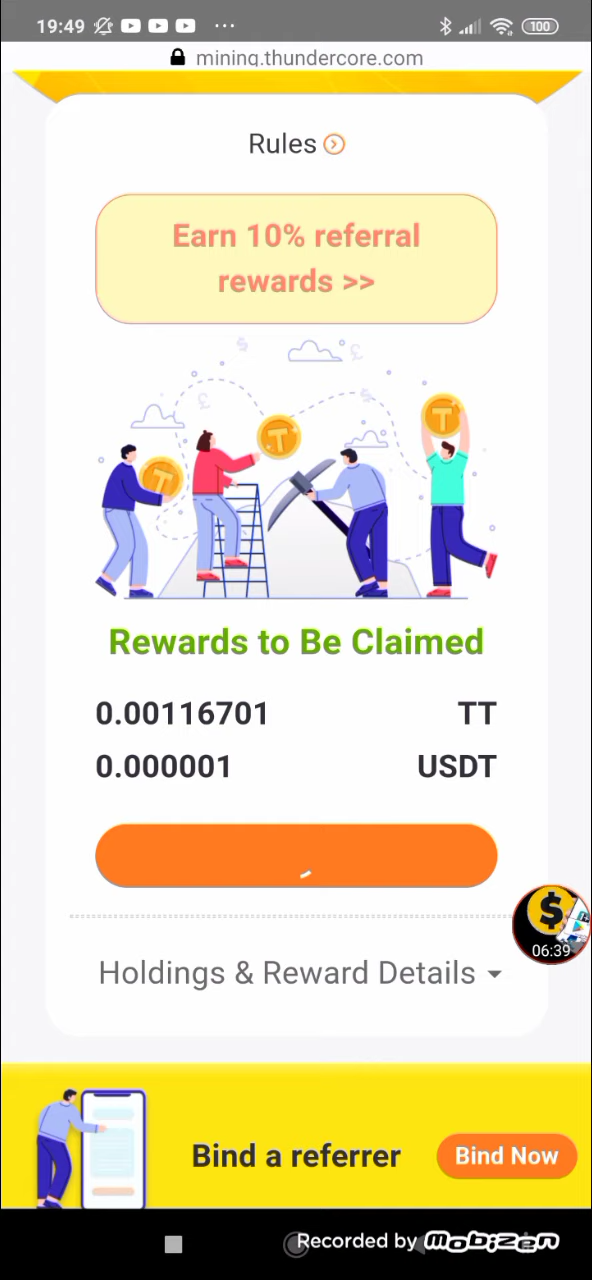 19:49 ... 100
mining.thundercore.com
Rules
Earn 10% referral
rewards >>
Rewards to Be Claimed
0.00116701 TT
0.000001 USDT
06:39
Holdings & Reward Details
Bind a referrer
Bind Now
Recorded by Mobizen